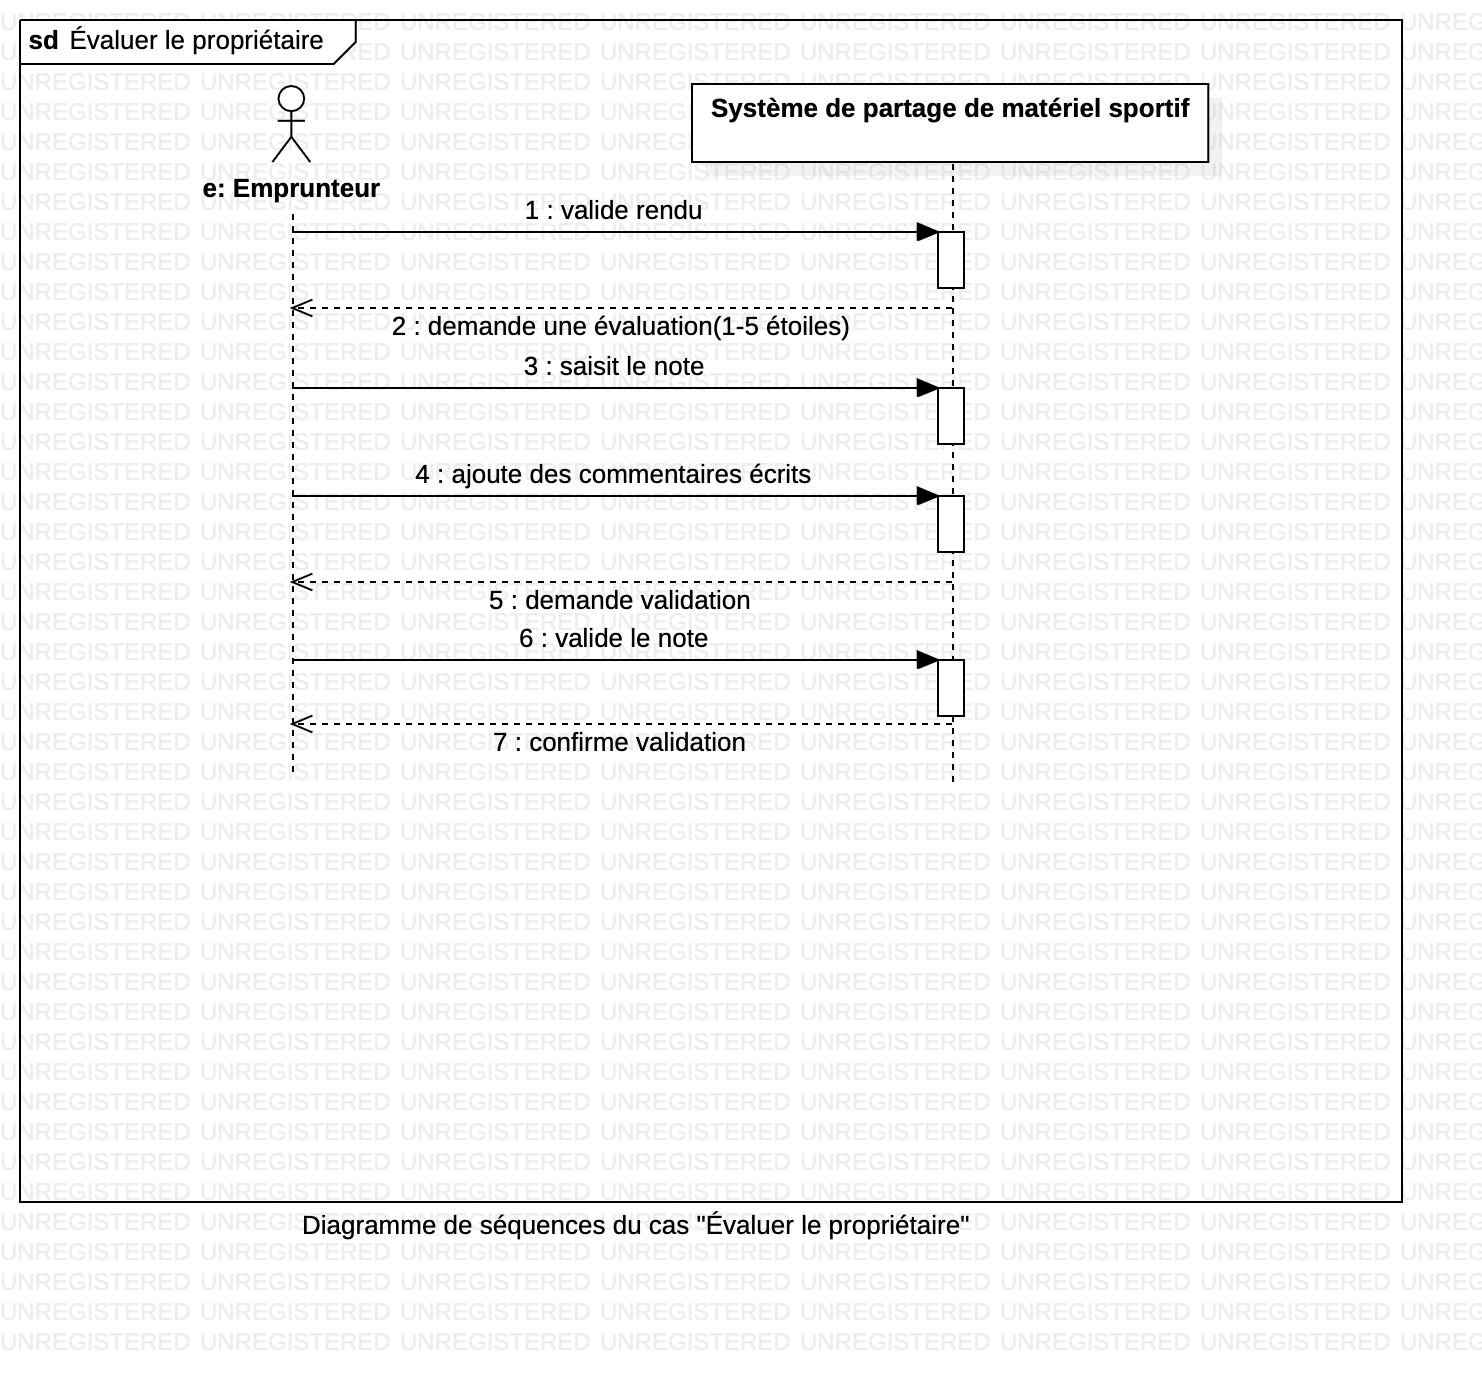 sd Évaluer le propriétaire
Système de partage de matériel sportif
e: Emprunteur
1 : valide rendu
2 : demande une évaluation(1-5 étoiles)
3 : saisit le note
4 : ajoute des commentaires écrits
5 : demande validation
6 : valide le note
7 : confirme validation
Diagramme de séquences du cas "Évaluer le propriétaire"
UNREGISTERED